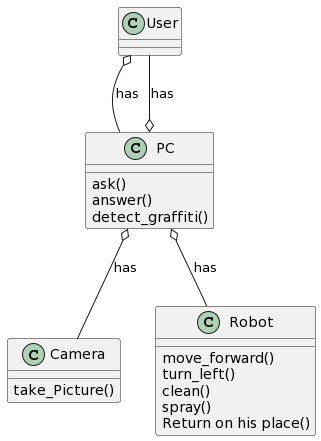 C User
has
has
C PC
ask()
answer()
detect_graffiti()
has
has
C Camera
take_Picture()
C Robot
move_forward()
turn_left()
clean()
spray()
Return on his place()